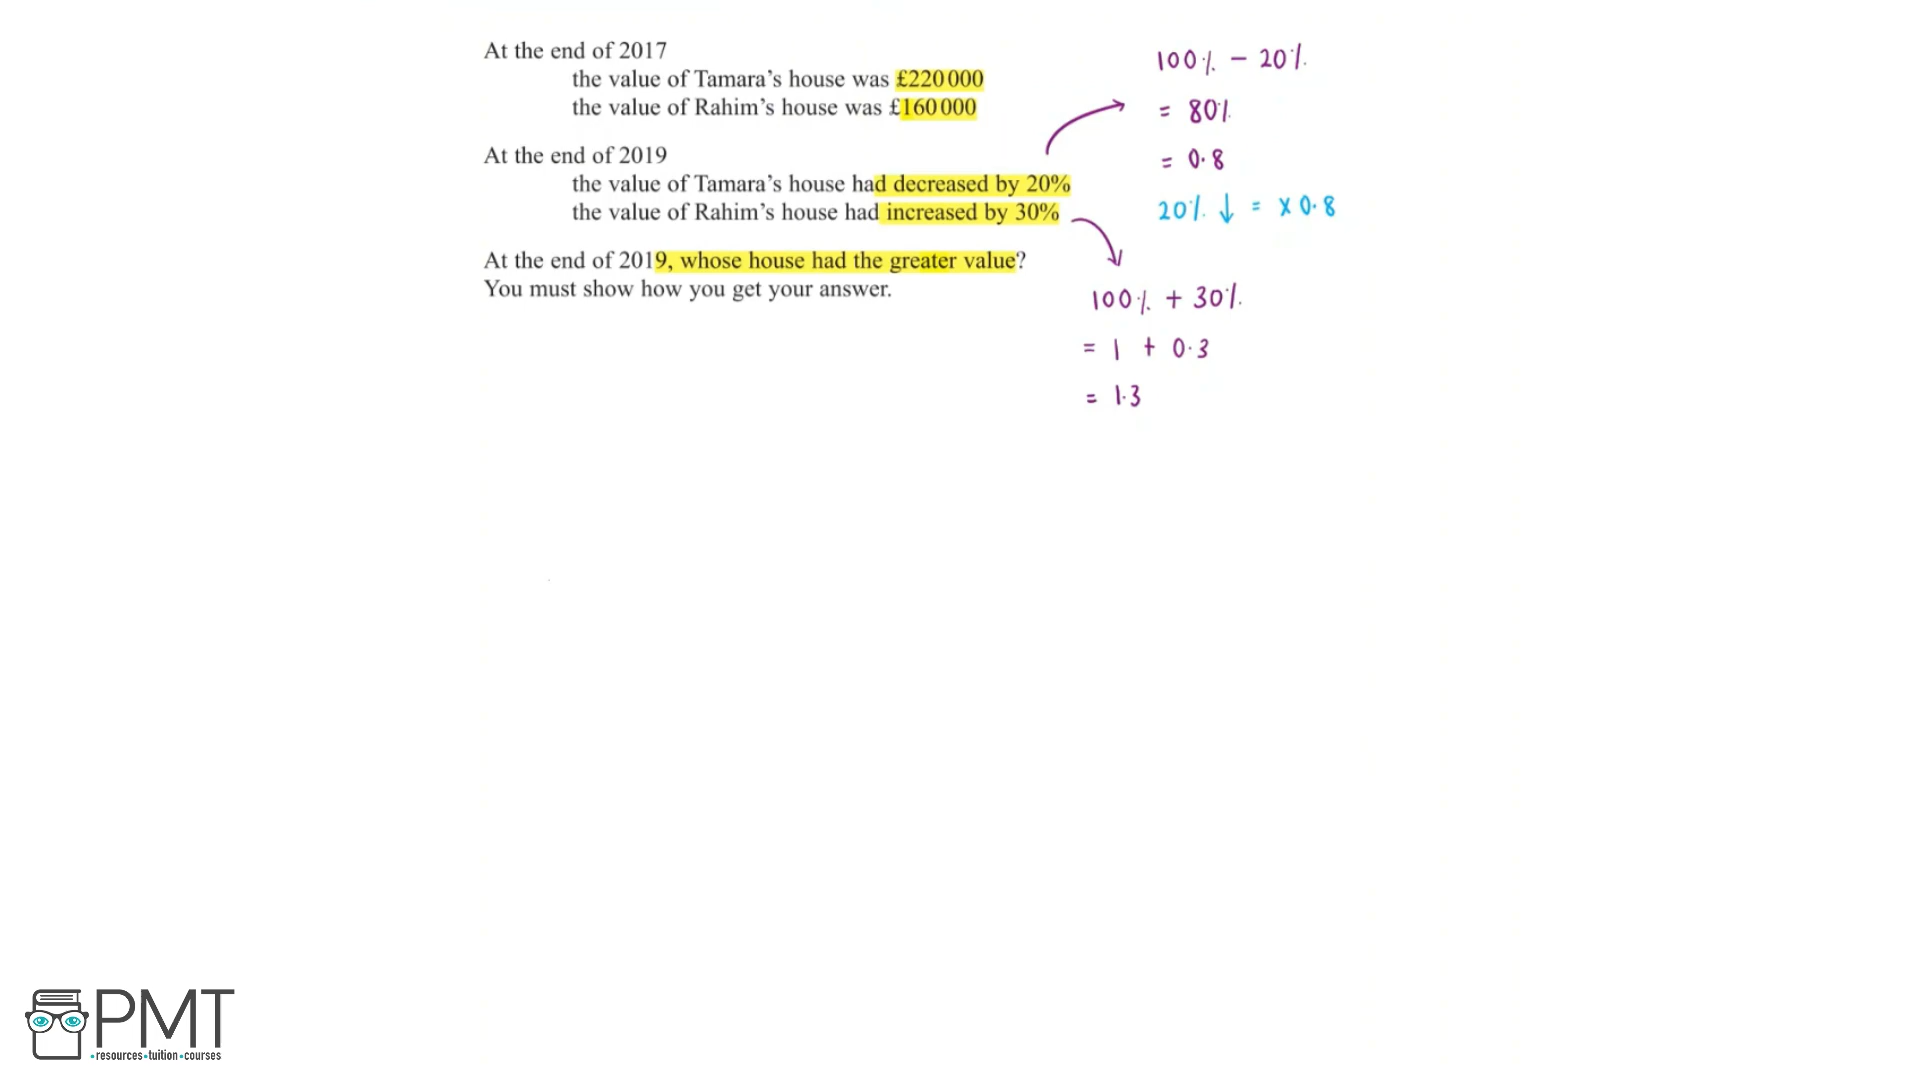 At the end of 2017
the value of Tamara's house was £220 000
the value of Rahim's house was £160 000
At the end of 2019
the value of Tamara's house had decreased by 20%
the value of Rahim's house had increased by 30%
At the end of 2019, whose house had the greater value?
You must show how you get your answer.
100% - 20%
= 80%
= 0.8
20% ↓ = × 0.8
100% + 30%
= 1 + 0.3
= 1.3
PMT
•resources•tuition•courses